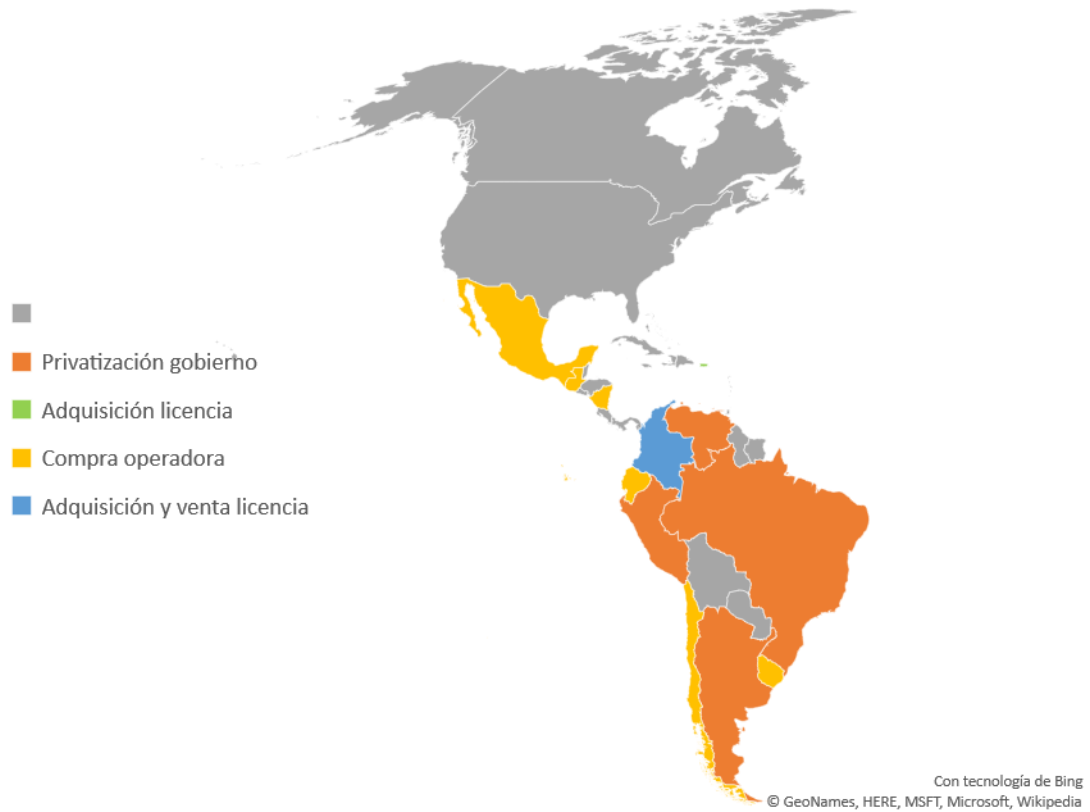 Privatización gobierno
Adquisición licencia
Compra operadora
Adquisición y venta licencia
Con tecnología de Bing
© GeoNames, HERE, MSFT, Microsoft, Wikipedia